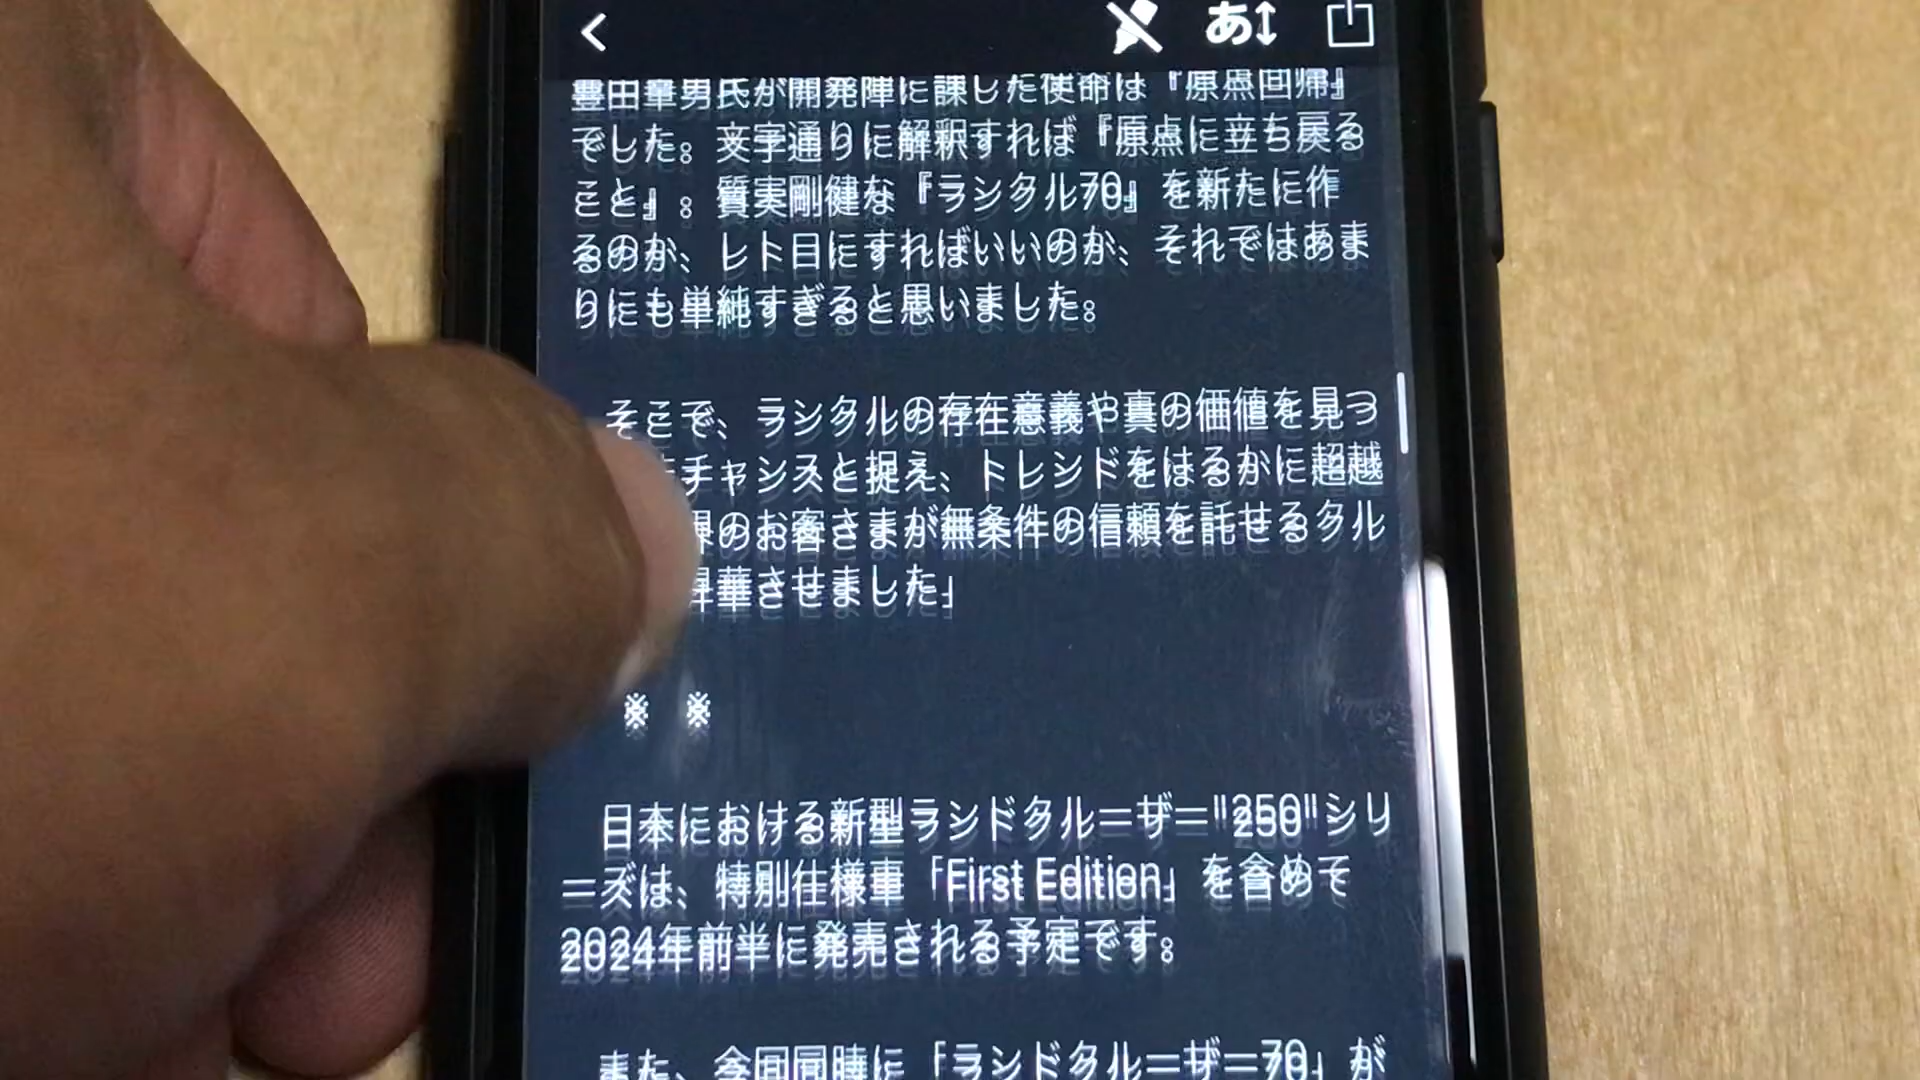 あ
豊田章男氏が開発陣に課した使命は『原点回帰』
でした。文字通りに解釈すれば『原点に立ち戻る
こと』。質実剛健な『ランクル70』を新たに作
るのか、レトロにすればいいのか、それではあま
りにも単純すぎると思いました。
そこで、ランクルの存在意義や真の価値を見つ
チャンスと捉え、トレンドをはるかに超越
界のお客さまが無条件の信頼を託せるクル
昇華させました」
※ ※
日本における新型ランドクルーザー"250"シリ
ーズは、特別仕様車「First Edition」を含めて
2024年前半に発売される予定です。
また、今回同時に「ランドクルーザー70」が